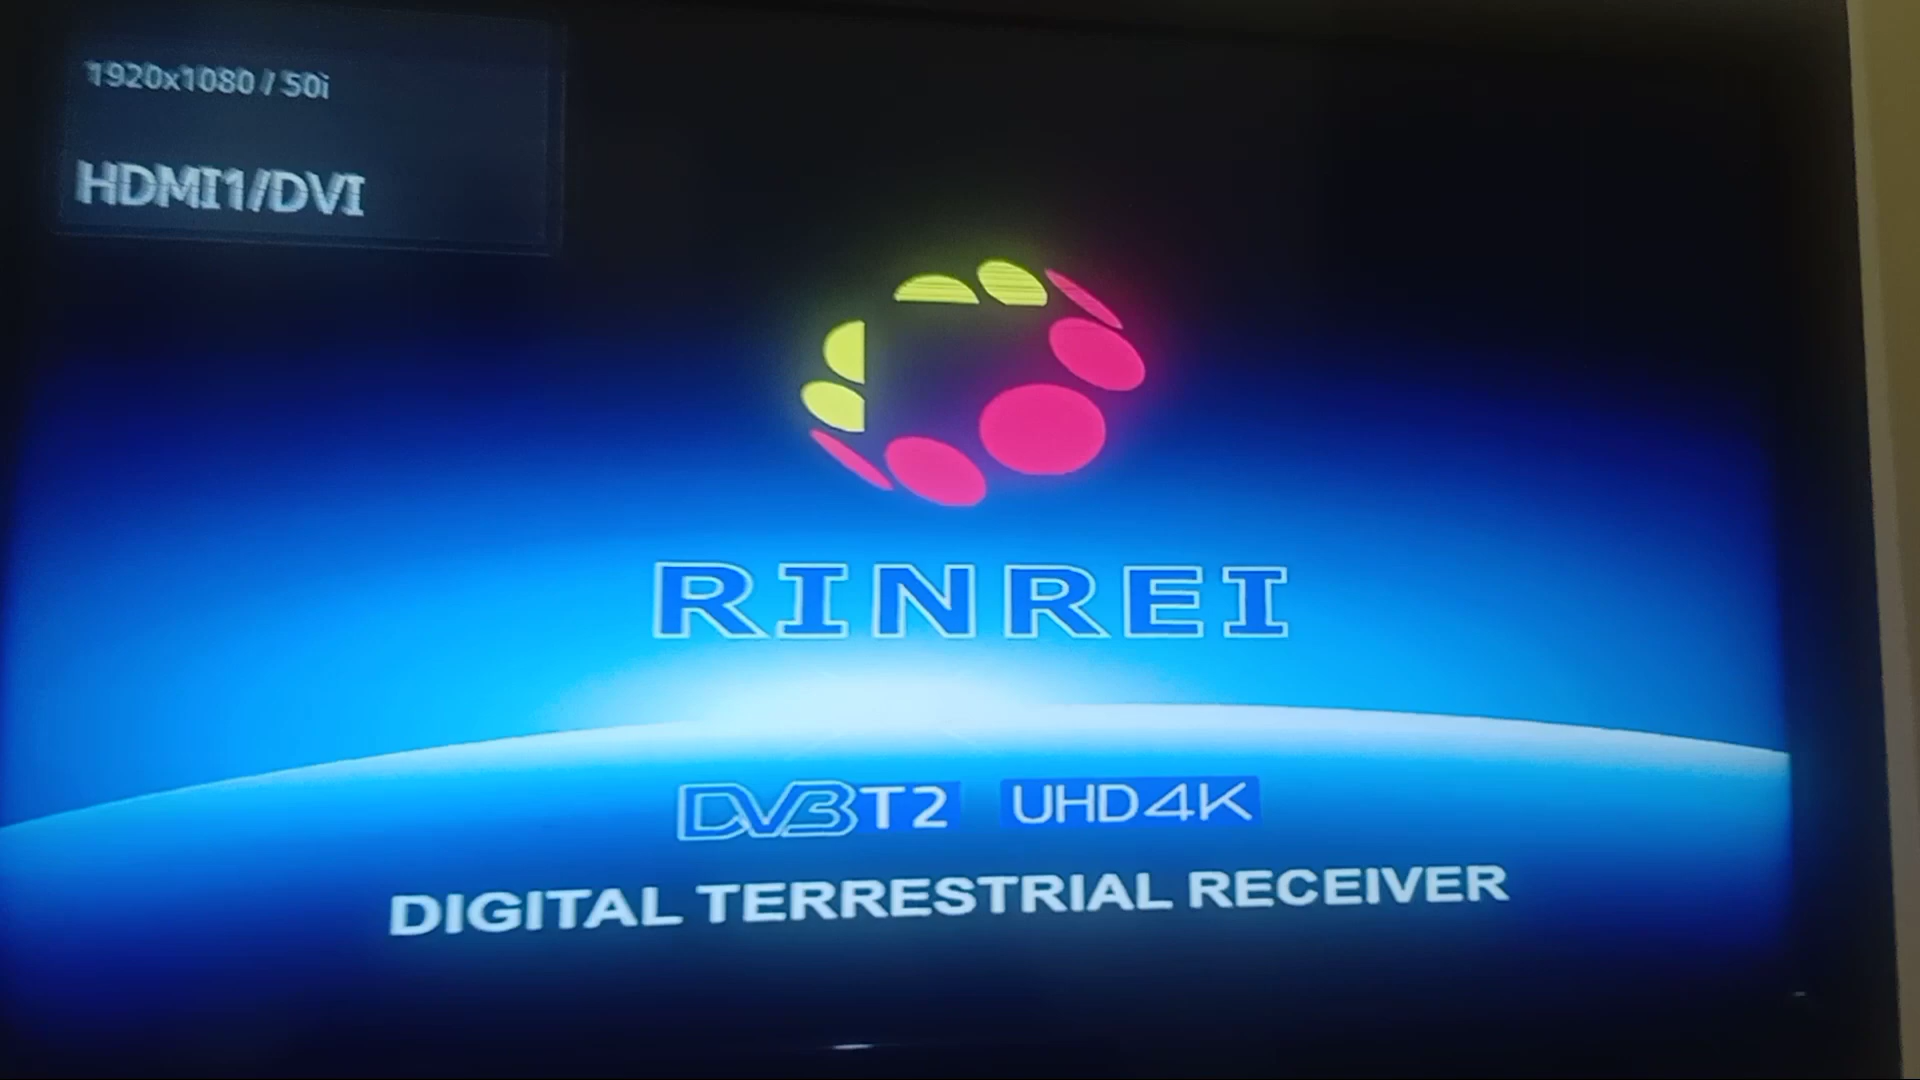 1920x1080 / 50i
HDMI1/DVI
RINREI
DVB T2 UHD4K
DIGITAL TERRESTRIAL RECEIVER